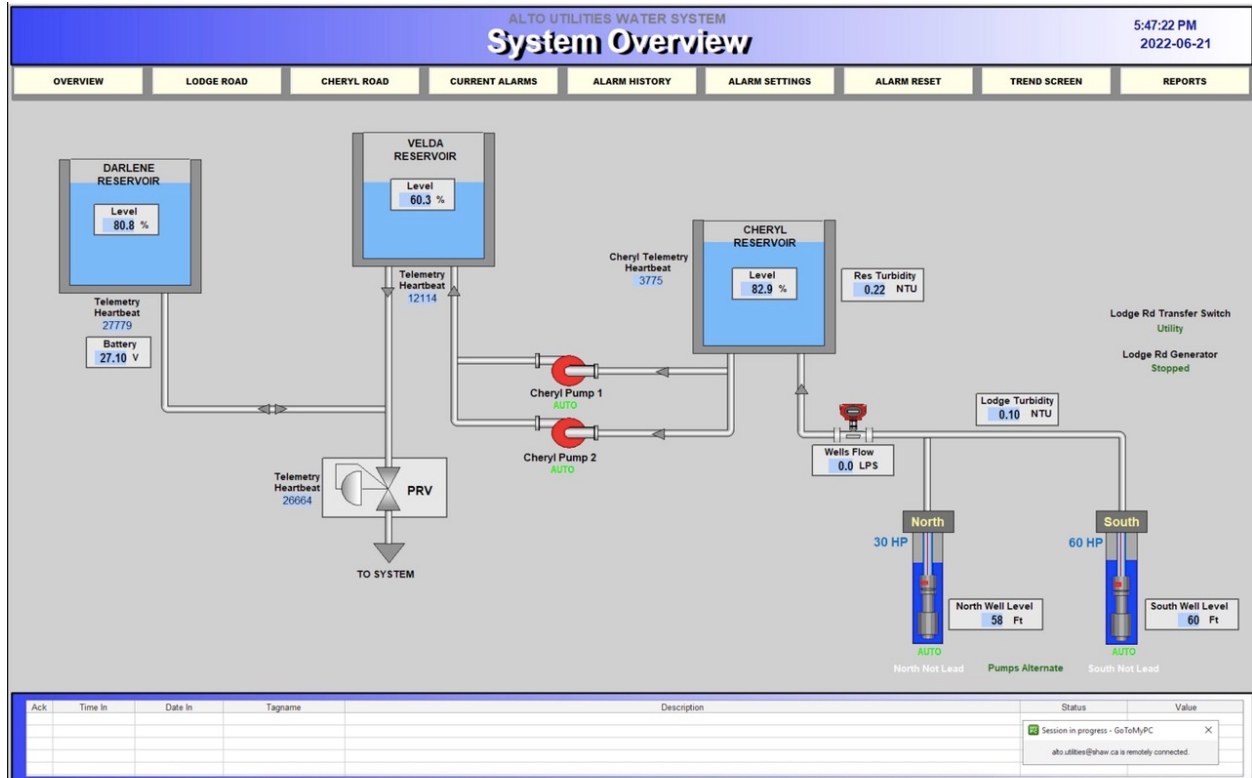 ALTO UTILITIES WATER SYSTEM
System Overview
5:47:22 PM
2022-06-21
OVERVIEW
LODGE ROAD
CHERYL ROAD
CURRENT ALARMS
ALARM HISTORY
ALARM SETTINGS
ALARM RESET
TREND SCREEN
REPORTS
DARLENE
RESERVOIR
Level
80.8 %
Telemetry
Heartbeat
27779
Battery
27.10 V
VELDA
RESERVOIR
Level
60.3 %
Telemetry
Heartbeat
12114
CHERYL
RESERVOIR
Level
82.9 %
Cheryl Telemetry
Heartbeat
3775
Res Turbidity
0.22 NTU
Lodge Rd Transfer Switch
Utility
Lodge Rd Generator
Stopped
Cheryl Pump 1
AUTO
Cheryl Pump 2
AUTO
Lodge Turbidity
0.10 NTU
Wells Flow
0.0 LPS
Telemetry
Heartbeat
26664
PRV
TO SYSTEM
North
30 HP
North Well Level
58 Ft
AUTO
North Not Lead
Pumps Alternate
South
60 HP
South Well Level
60 Ft
AUTO
South Not Lead
Ack Time In Date In Tagname Description Status Value
Session in progress - GoToMyPC
alto.utilities@shaw.ca is remotely connected.